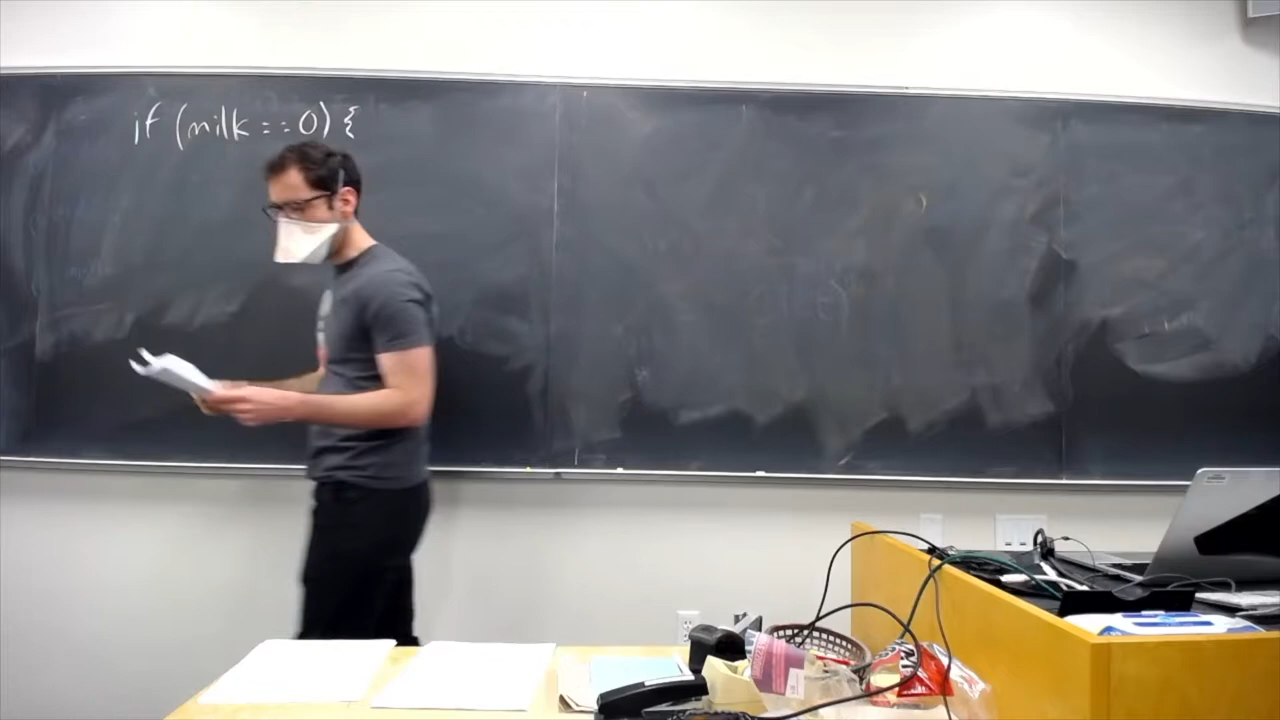 if (milk == 0) {